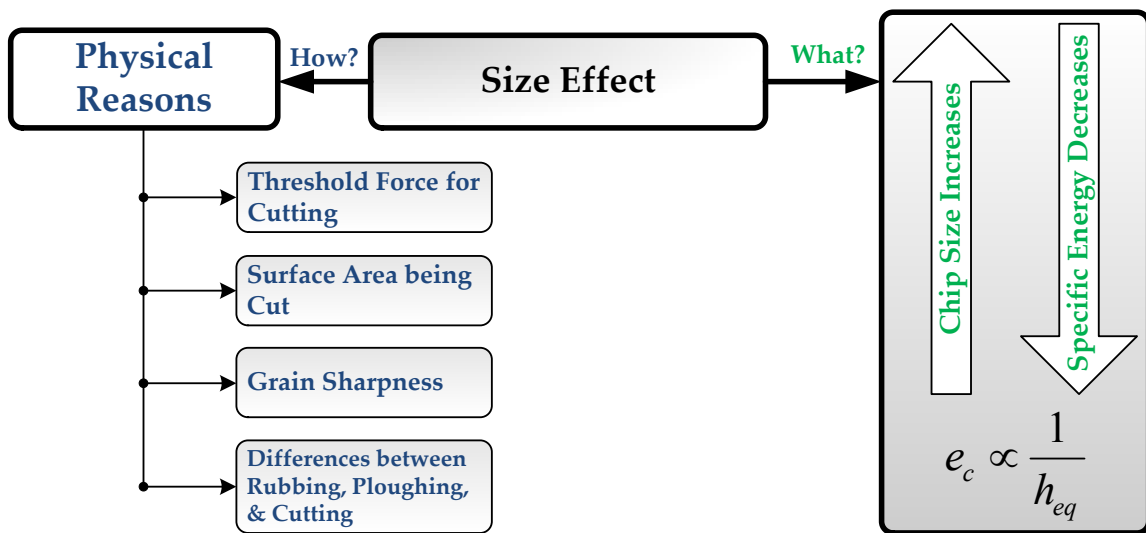 Physical
Reasons
How?
Size Effect
What?
Threshold Force for
Cutting
Surface Area being
Cut
Grain Sharpness
Differences between
Rubbing, Ploughing,
& Cutting
Chip Size Increases
Specific Energy Decreases
e_c ∝ 1/h_eq